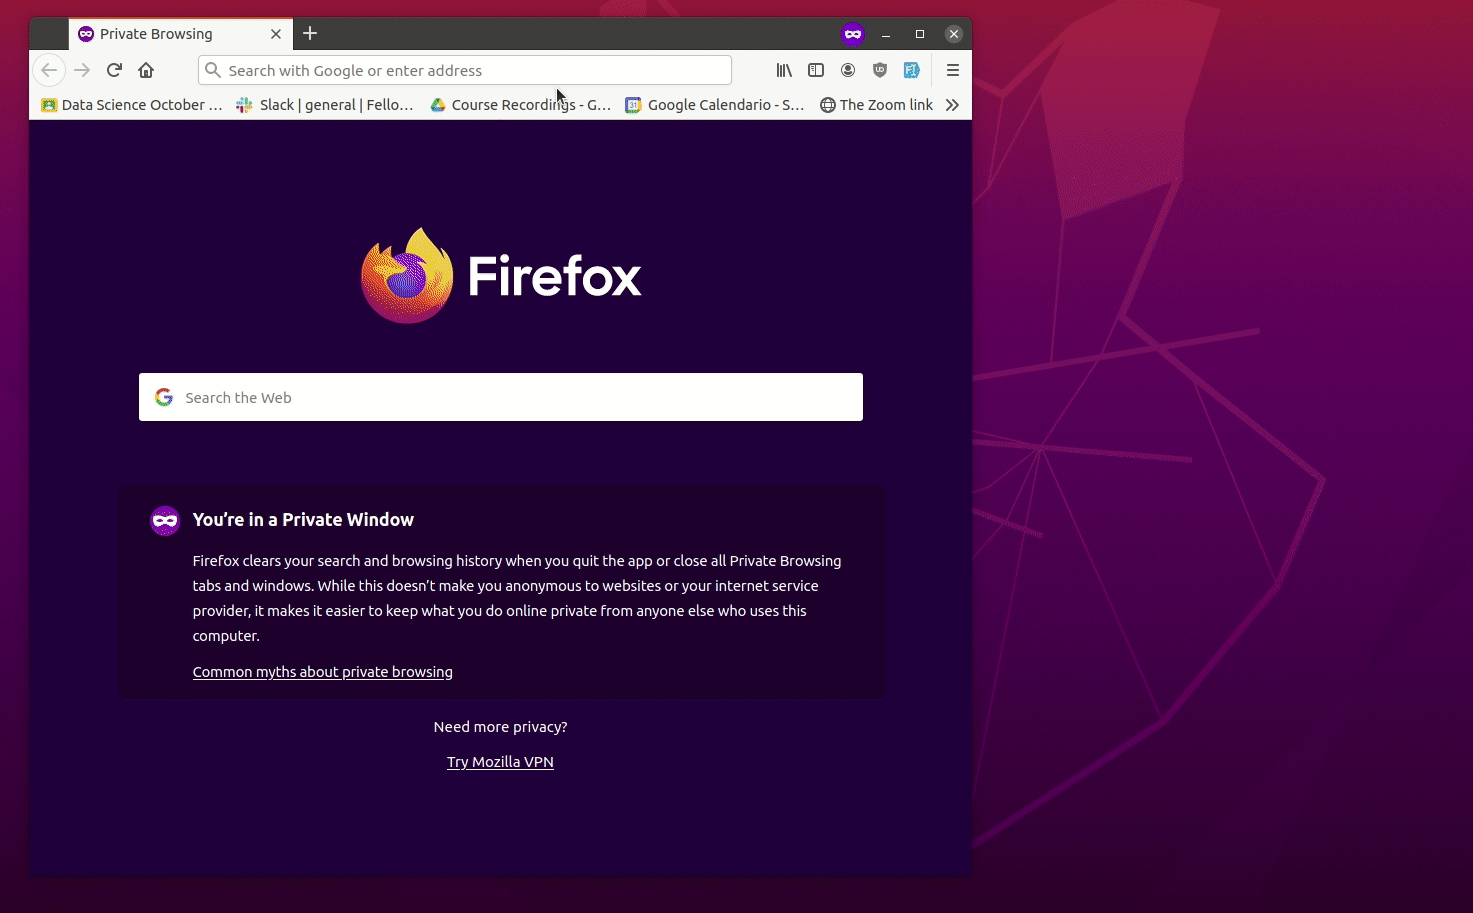 Private Browsing
Search with Google or enter address
Data Science October ...
Slack | general | Fello...
Course Recordings - G...
Google Calendario - S...
The Zoom link
Firefox
Search the Web
You’re in a Private Window
Firefox clears your search and browsing history when you quit the app or close all Private Browsing
tabs and windows. While this doesn’t make you anonymous to websites or your internet service
provider, it makes it easier to keep what you do online private from anyone else who uses this
computer.
Common myths about private browsing
Need more privacy?
Try Mozilla VPN